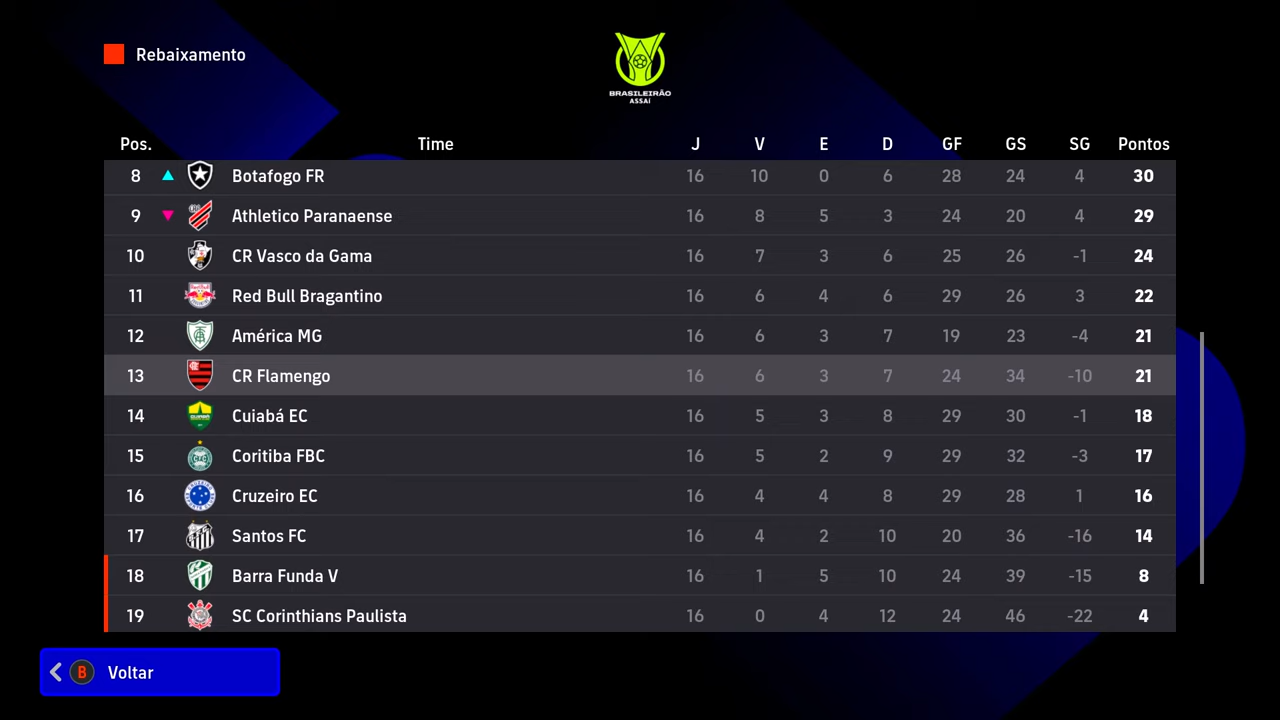 Rebaixamento
BRASILEIRÃO
ASSAÍ
Pos. Time J V E D GF GS SG Pontos
8 Botafogo FR 16 10 0 6 28 24 4 30
9 Athletico Paranaense 16 8 5 3 24 20 4 29
10 CR Vasco da Gama 16 7 3 6 25 26 -1 24
11 Red Bull Bragantino 16 6 4 6 29 26 3 22
12 América MG 16 6 3 7 19 23 -4 21
13 CR Flamengo 16 6 3 7 24 34 -10 21
14 Cuiabá EC 16 5 3 8 29 30 -1 18
15 Coritiba FBC 16 5 2 9 29 32 -3 17
16 Cruzeiro EC 16 4 4 8 29 28 1 16
17 Santos FC 16 4 2 10 20 36 -16 14
18 Barra Funda V 16 1 5 10 24 39 -15 8
19 SC Corinthians Paulista 16 0 4 12 24 46 -22 4
B Voltar